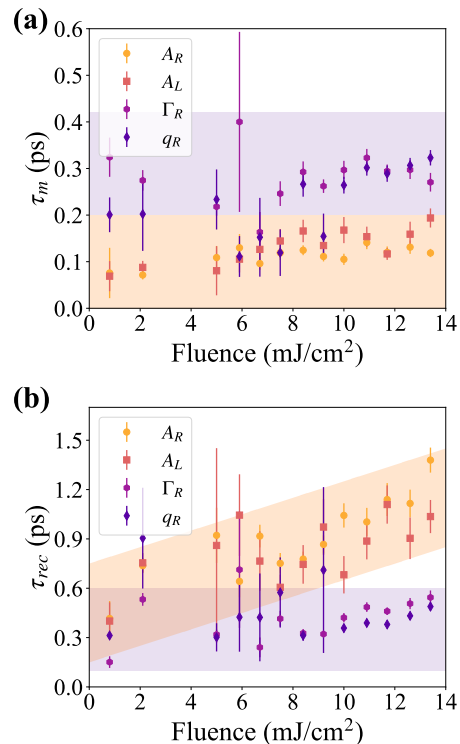 (a)
0.6
0.5
0.4
0.3
0.2
0.1
0.0
τₘ (ps)
A_R
A_L
Γ_R
q_R
0 2 4 6 8 10 12 14
Fluence (mJ/cm²)
(b)
1.5
1.2
0.9
0.6
0.3
0.0
τ_rec (ps)
A_R
A_L
Γ_R
q_R
0 2 4 6 8 10 12 14
Fluence (mJ/cm²)